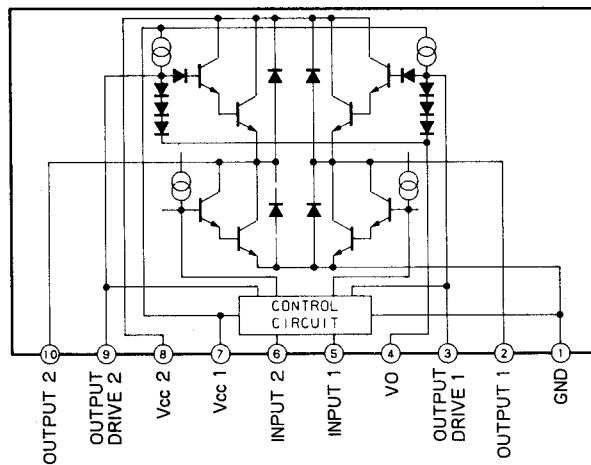 CONTROL
CIRCUIT
10 9 8 7 6 5 4 3 2 1
OUTPUT 2
OUTPUT
DRIVE 2
Vcc 2
Vcc 1
INPUT 2
INPUT 1
VO
OUTPUT
DRIVE 1
OUTPUT 1
GND